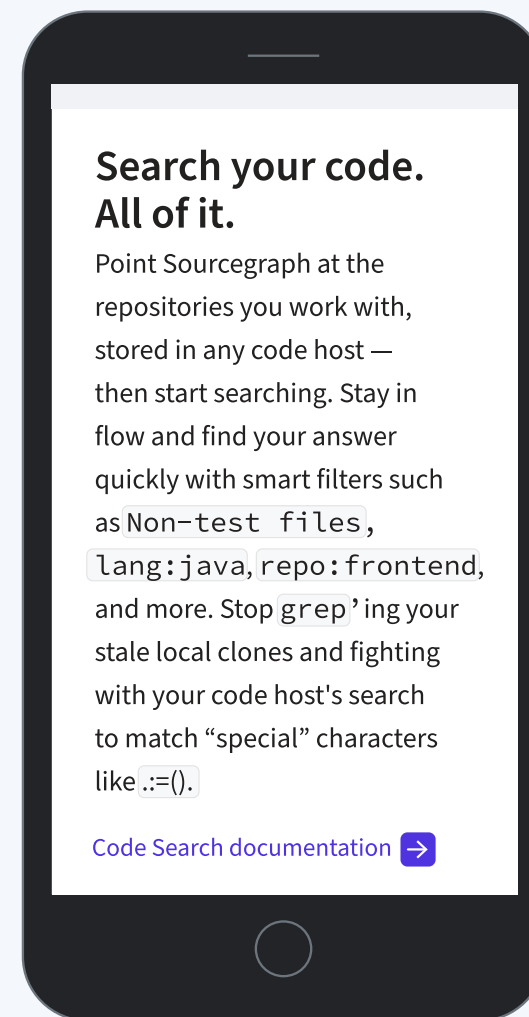 Search your code.
All of it.
Point Sourcegraph at the
repositories you work with,
stored in any code host —
then start searching. Stay in
flow and find your answer
quickly with smart filters such
as Non-test files,
lang:java, repo:frontend,
and more. Stop grep’ing your
stale local clones and fighting
with your code host's search
to match “special” characters
like .:=().
Code Search documentation